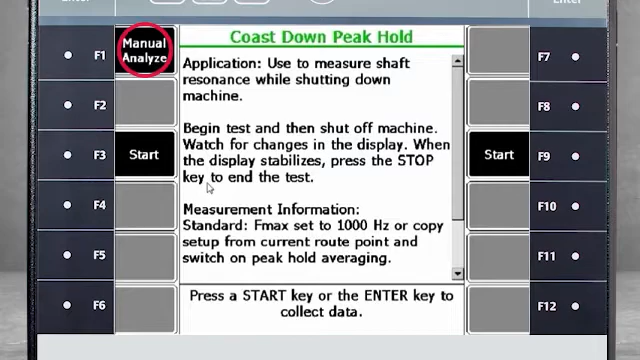 Enter
Enter
F1
Manual
Analyze
Coast Down Peak Hold
F7
Application: Use to measure shaft
resonance while shutting down
machine.
F2
F8
Begin test and then shut off machine.
Watch for changes in the display. When
the display stabilizes, press the STOP
key to end the test.
F3
Start
Start
F9
F4
F10
Measurement Information:
Standard: Fmax set to 1000 Hz or copy
setup from current route point and
switch on peak hold averaging.
F5
F11
F6
F12
Press a START key or the ENTER key to
collect data.